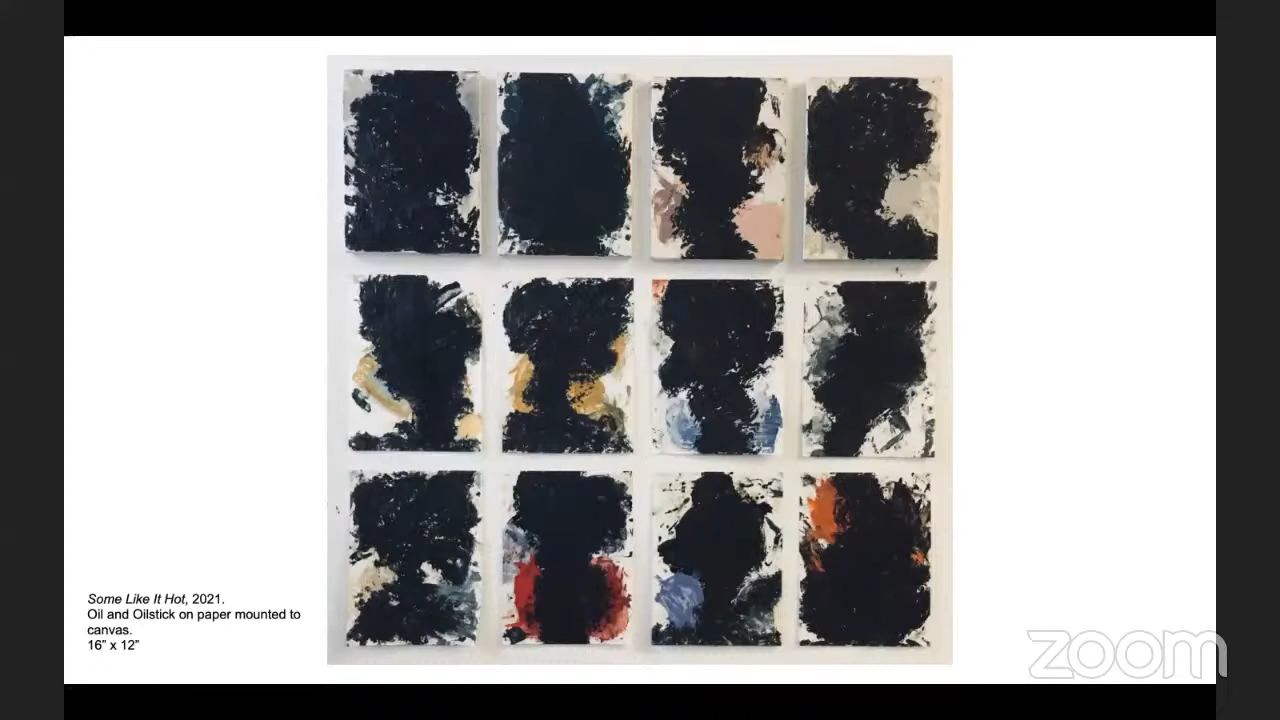 Some Like It Hot, 2021.
Oil and Oilstick on paper mounted to
canvas.
16” x 12”
zoom